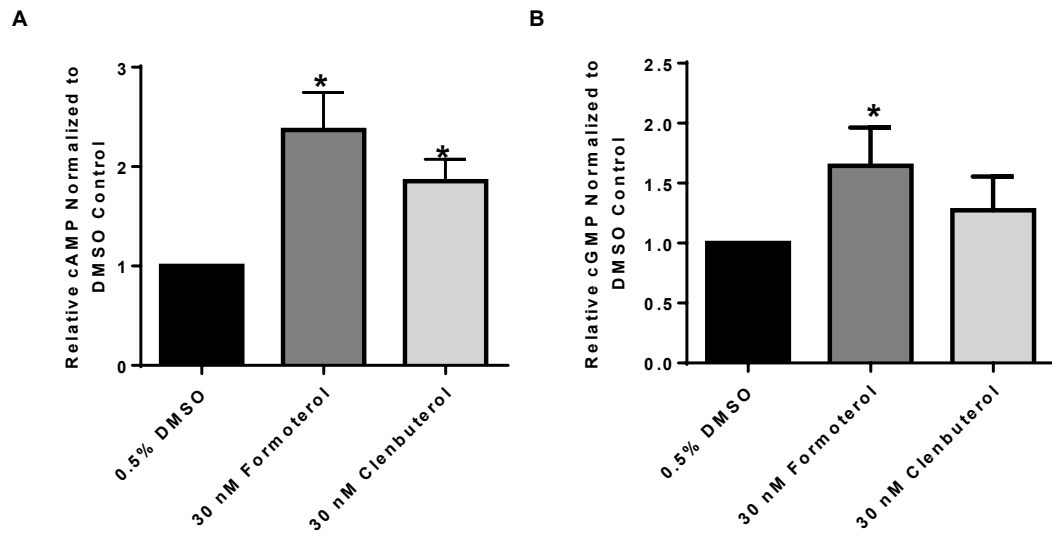 A
Relative cAMP Normalized to
DMSO Control
3
2
1
0
*
*
0.5% DMSO
30 nM Formoterol
30 nM Clenbuterol
B
Relative cGMP Normalized to
DMSO Control
2.5
2.0
1.5
1.0
0.5
0.0
*
0.5% DMSO
30 nM Formoterol
30 nM Clenbuterol